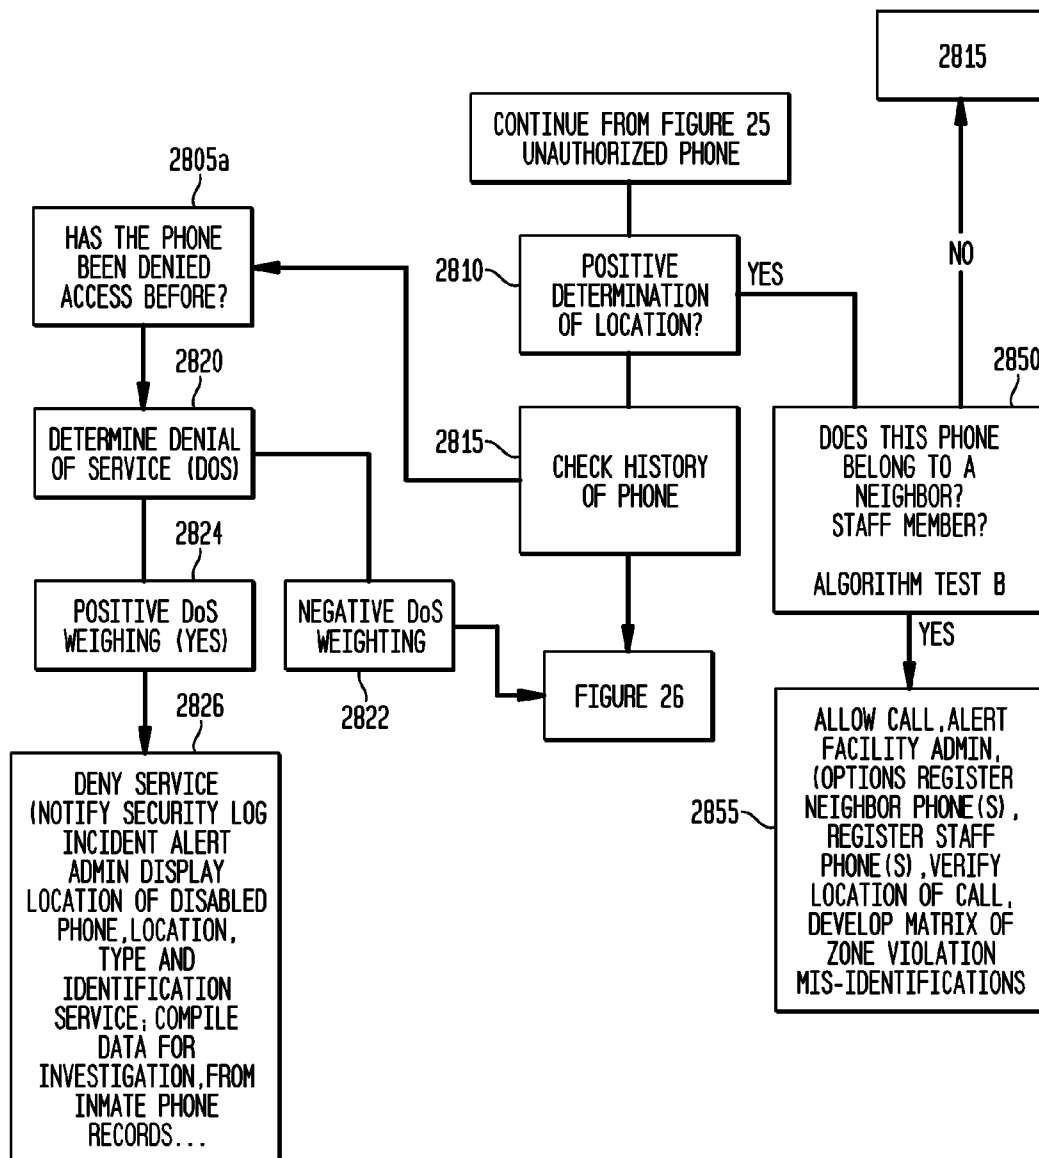 2815
CONTINUE FROM FIGURE 25
UNAUTHORIZED PHONE
2805a
HAS THE PHONE
BEEN DENIED
ACCESS BEFORE?
2810
POSITIVE
DETERMINATION
OF LOCATION?
YES
NO
2820
DETERMINE DENIAL
OF SERVICE (DOS)
2815
CHECK HISTORY
OF PHONE
2850
DOES THIS PHONE
BELONG TO A
NEIGHBOR?
STAFF MEMBER?
ALGORITHM TEST B
2824
POSITIVE DoS
WEIGHING (YES)
NEGATIVE DoS
WEIGHTING
2822
FIGURE 26
YES
2826
DENY SERVICE
(NOTIFY SECURITY LOG
INCIDENT ALERT
ADMIN DISPLAY
LOCATION OF DISABLED
PHONE,LOCATION,
TYPE AND
IDENTIFICATION
SERVICE; COMPILE
DATA FOR
INVESTIGATION,FROM
INMATE PHONE
RECORDS...
2855
ALLOW CALL,ALERT
FACILITY ADMIN,
(OPTIONS REGISTER
NEIGHBOR PHONE(S),
REGISTER STAFF
PHONE(S),VERIFY
LOCATION OF CALL,
DEVELOP MATRIX OF
ZONE VIOLATION
MIS-IDENTIFICATIONS